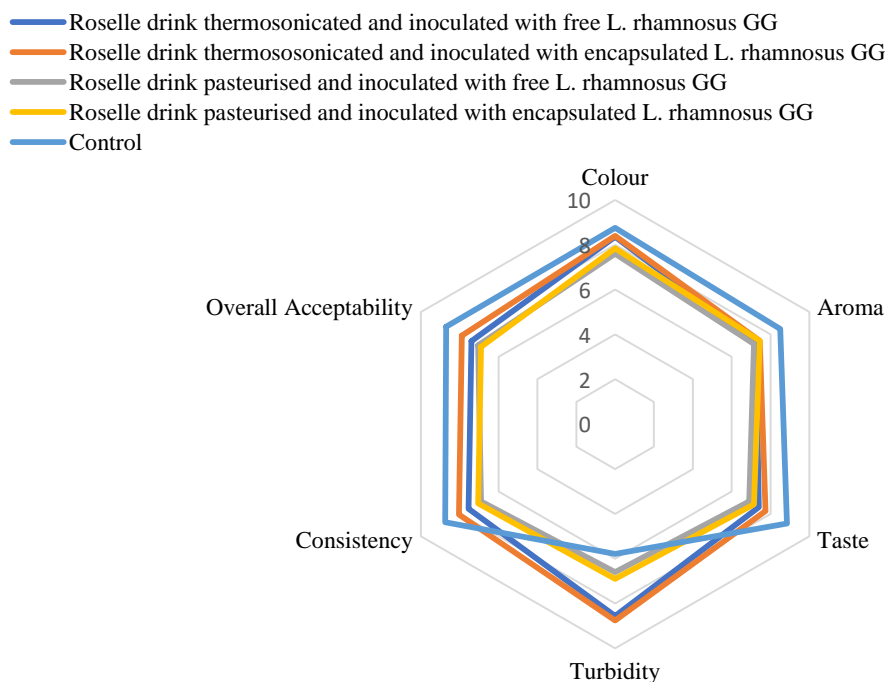 Roselle drink thermosonicated and inoculated with free L. rhamnosus GG
Roselle drink thermososonicated and inoculated with encapsulated L. rhamnosus GG
Roselle drink pasteurised and inoculated with free L. rhamnosus GG
Roselle drink pasteurised and inoculated with encapsulated L. rhamnosus GG
Control
Colour
10
8
Overall Acceptability
Aroma
6
4
2
0
Consistency
Taste
Turbidity